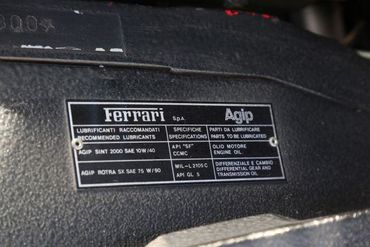 Ferrari S.p.A. Agip
LUBRIFICANTI RACCOMANDATI
RECOMMENDED LUBRICANTS
SPECIFICHE
SPECIFICATIONS
PARTI DA LUBRIFICARE
PARTS TO BE LUBRICATED
AGIP SINT 2000 SAE 10W/40
API "SF"
CCMC
OLIO MOTORE
ENGINE OIL
AGIP ROTRA SX SAE 75 W/90
MIL-L2105C
API GL 5
DIFFERENZIALE E CAMBIO
DIFFERENTIAL GEAR AND
TRANSMISSION OIL